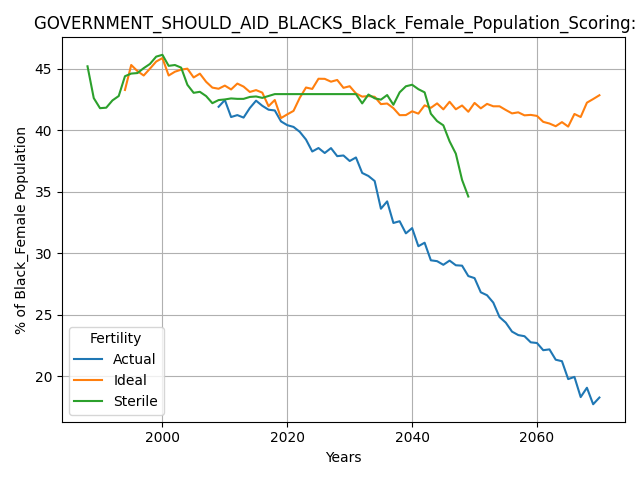 GOVERNMENT_SHOULD_AID_BLACKS_Black_Female_Population_Scoring:
% of Black_Female Population
45
40
35
30
25
20
Fertility
Actual
Ideal
Sterile
2000 2020 2040 2060
Years